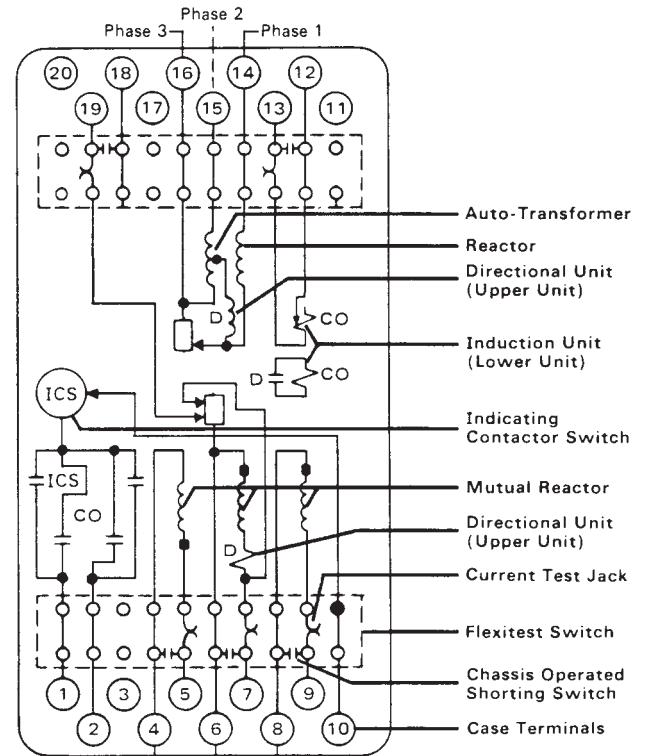 Phase 2
Phase 3
Phase 1
20
18
16
14
12
19
17
15
13
11
Auto-Transformer
Reactor
Directional Unit
(Upper Unit)
D
CO
Induction Unit
(Lower Unit)
D
CO
ICS
Indicating
Contactor Switch
ICS
CO
Mutual Reactor
Directional Unit
(Upper Unit)
D
Current Test Jack
Flexitest Switch
Chassis Operated
Shorting Switch
1
3
5
7
9
2
4
6
8
10
Case Terminals